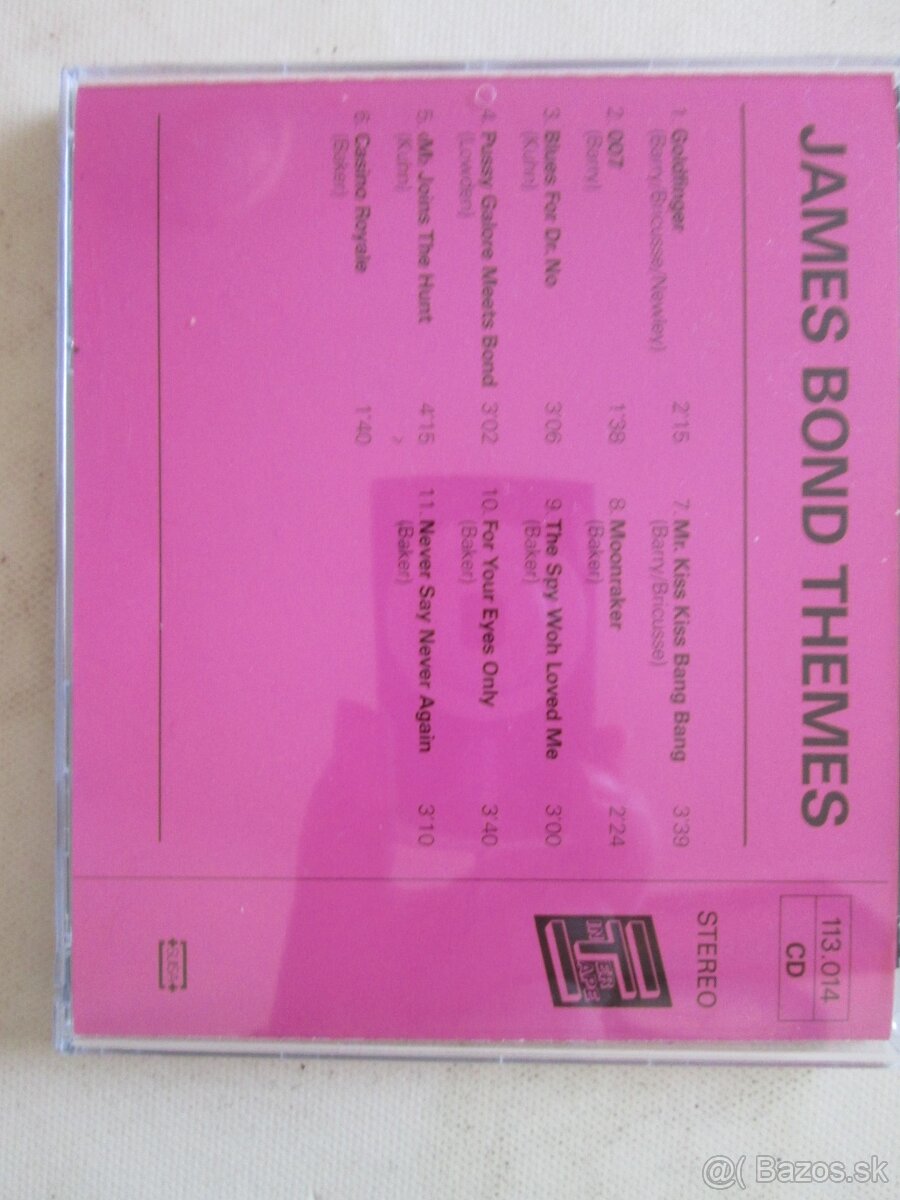 JAMES BOND THEMES
1. Goldfinger 2'15
(Barry/Bricusse/Newley)
2. 007 1'38
(Barry)
3. Blues For Dr. No 3'06
(Kuhn)
4. Pussy Galore Meets Bond 3'02
(Lowden)
5. „M“ Joins The Hunt 4'15
(Kuhn)
6. Casino Royale 1'40
(Baker)
7. Mr. Kiss Kiss Bang Bang 3'39
(Barry/Bricusse)
8. Moonraker 2'24
(Baker)
9. The Spy Woh Loved Me 3'00
(Baker)
10. For Your Eyes Only 3'40
(Baker)
11. Never Say Never Again 3'10
(Baker)
113.014
CD
STEREO
INTER TAPE
SUISA
@( Bazos.sk